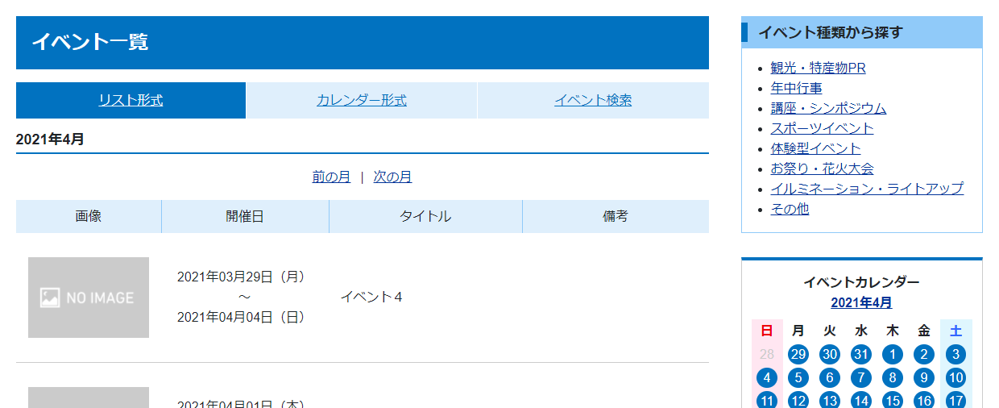 イベント一覧
リスト形式 カレンダー形式 イベント検索
2021年4月
前の月 | 次の月
画像 開催日 タイトル 備考
NO IMAGE
2021年03月29日（月）
～
2021年04月04日（日）
イベント４
2021年04月01日（木）
イベント種類から探す
観光・特産物PR
年中行事
講座・シンポジウム
スポーツイベント
体験型イベント
お祭り・花火大会
イルミネーション・ライトアップ
その他
イベントカレンダー
2021年4月
日 月 火 水 木 金 土
28 29 30 31 1 2 3
4 5 6 7 8 9 10
11 12 13 14 15 16 17